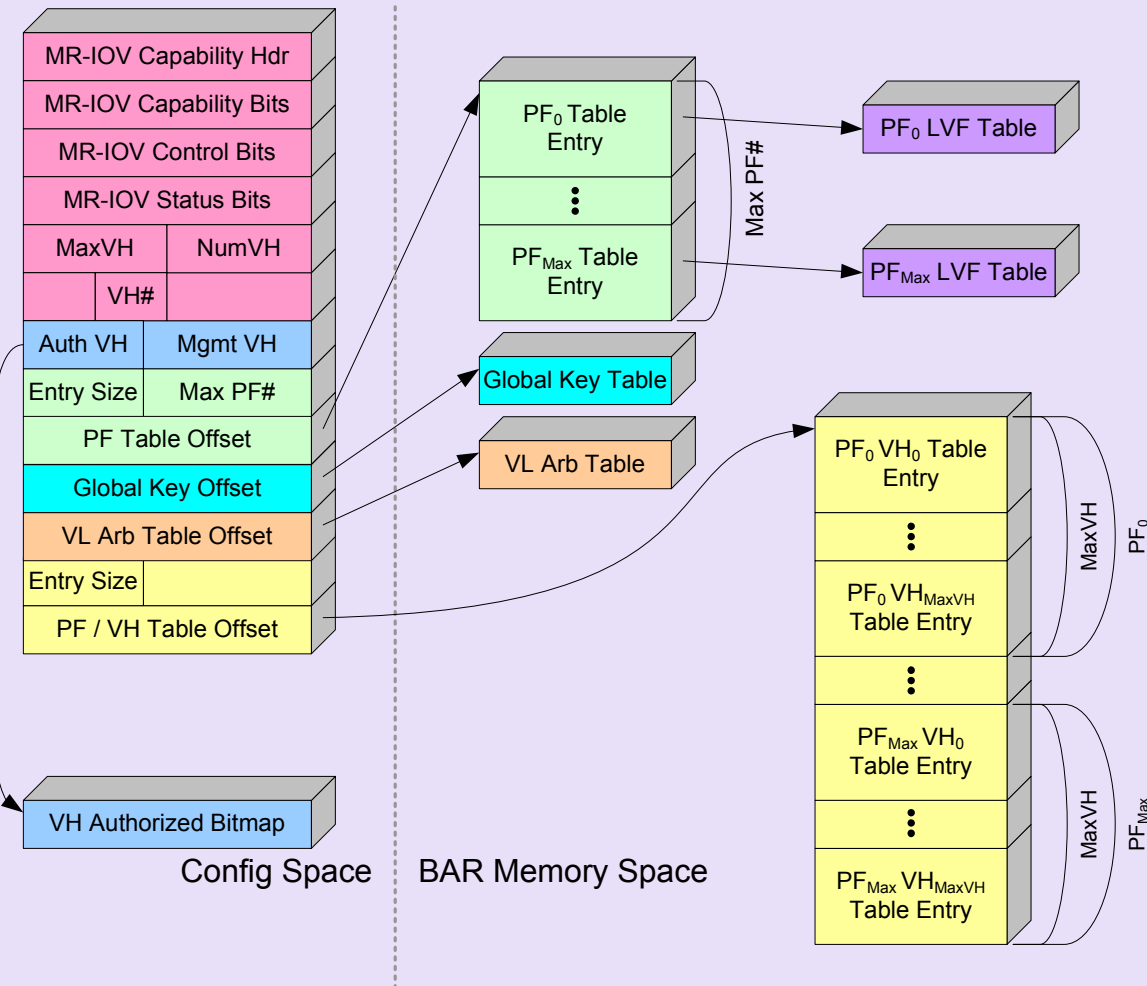 MR-IOV Capability Hdr
MR-IOV Capability Bits
MR-IOV Control Bits
MR-IOV Status Bits
MaxVH NumVH
VH#
Auth VH Mgmt VH
Entry Size Max PF#
PF Table Offset
Global Key Offset
VL Arb Table Offset
Entry Size
PF / VH Table Offset
VH Authorized Bitmap
Config Space
BAR Memory Space
PF0 Table
Entry
PFMax Table
Entry
Max PF#
PF0 LVF Table
PFMax LVF Table
Global Key Table
VL Arb Table
PF0 VH0 Table
Entry
PF0 VHMaxVH
Table Entry
MaxVH
PF0
PFMax VH0
Table Entry
PFMax VHMaxVH
Table Entry
MaxVH
PFMax